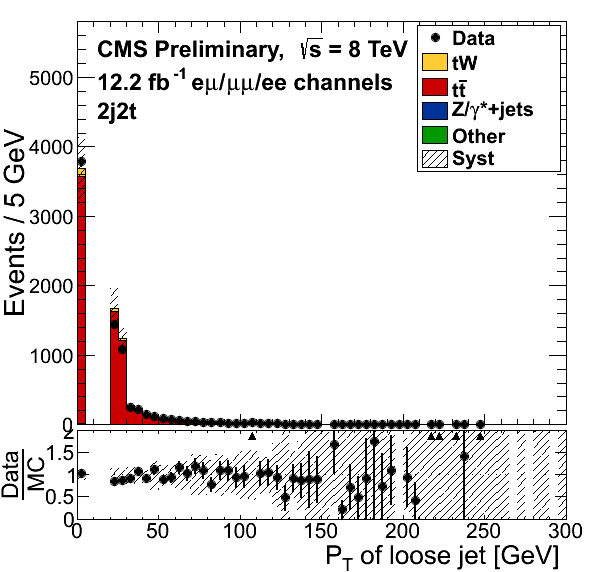 CMS Preliminary, √s = 8 TeV
12.2 fb⁻¹ eμ/μμ/ee channels
2j2t
Data
tW
tt̄
Z/γ*+jets
Other
Syst
Events / 5 GeV
5000
4000
3000
2000
1000
0
Data
MC
2
1.5
1
0.5
0
0 50 100 150 200 250 300
P_T of loose jet [GeV]